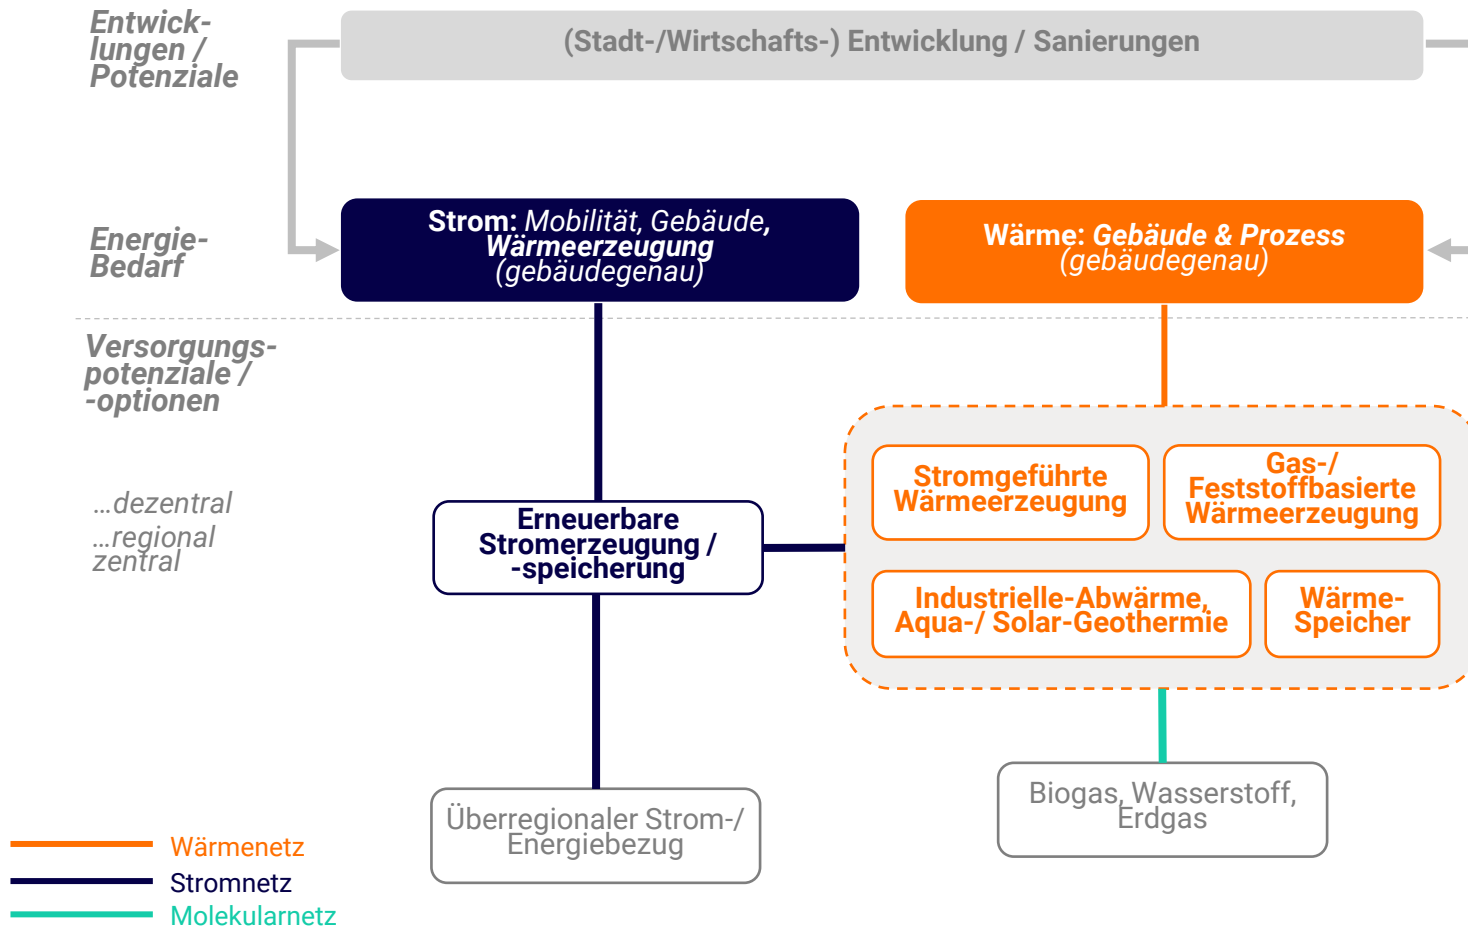 Entwick-
lungen /
Potenziale
(Stadt-/Wirtschafts-) Entwicklung / Sanierungen
Energie-
Bedarf
Strom: Mobilität, Gebäude,
Wärmeerzeugung
(gebäudegenau)
Wärme: Gebäude & Prozess
(gebäudegenau)
Versorgungs-
potenziale /
-optionen
...dezentral
...regional
zentral
Erneuerbare
Stromerzeugung /
-speicherung
Stromgeführte
Wärmeerzeugung
Gas-/
Feststoffbasierte
Wärmeerzeugung
Industrielle-Abwärme,
Aqua-/ Solar-Geothermie
Wärme-
Speicher
Überregionaler Strom-/
Energiebezug
Biogas, Wasserstoff,
Erdgas
Wärmenetz
Stromnetz
Molekularnetz